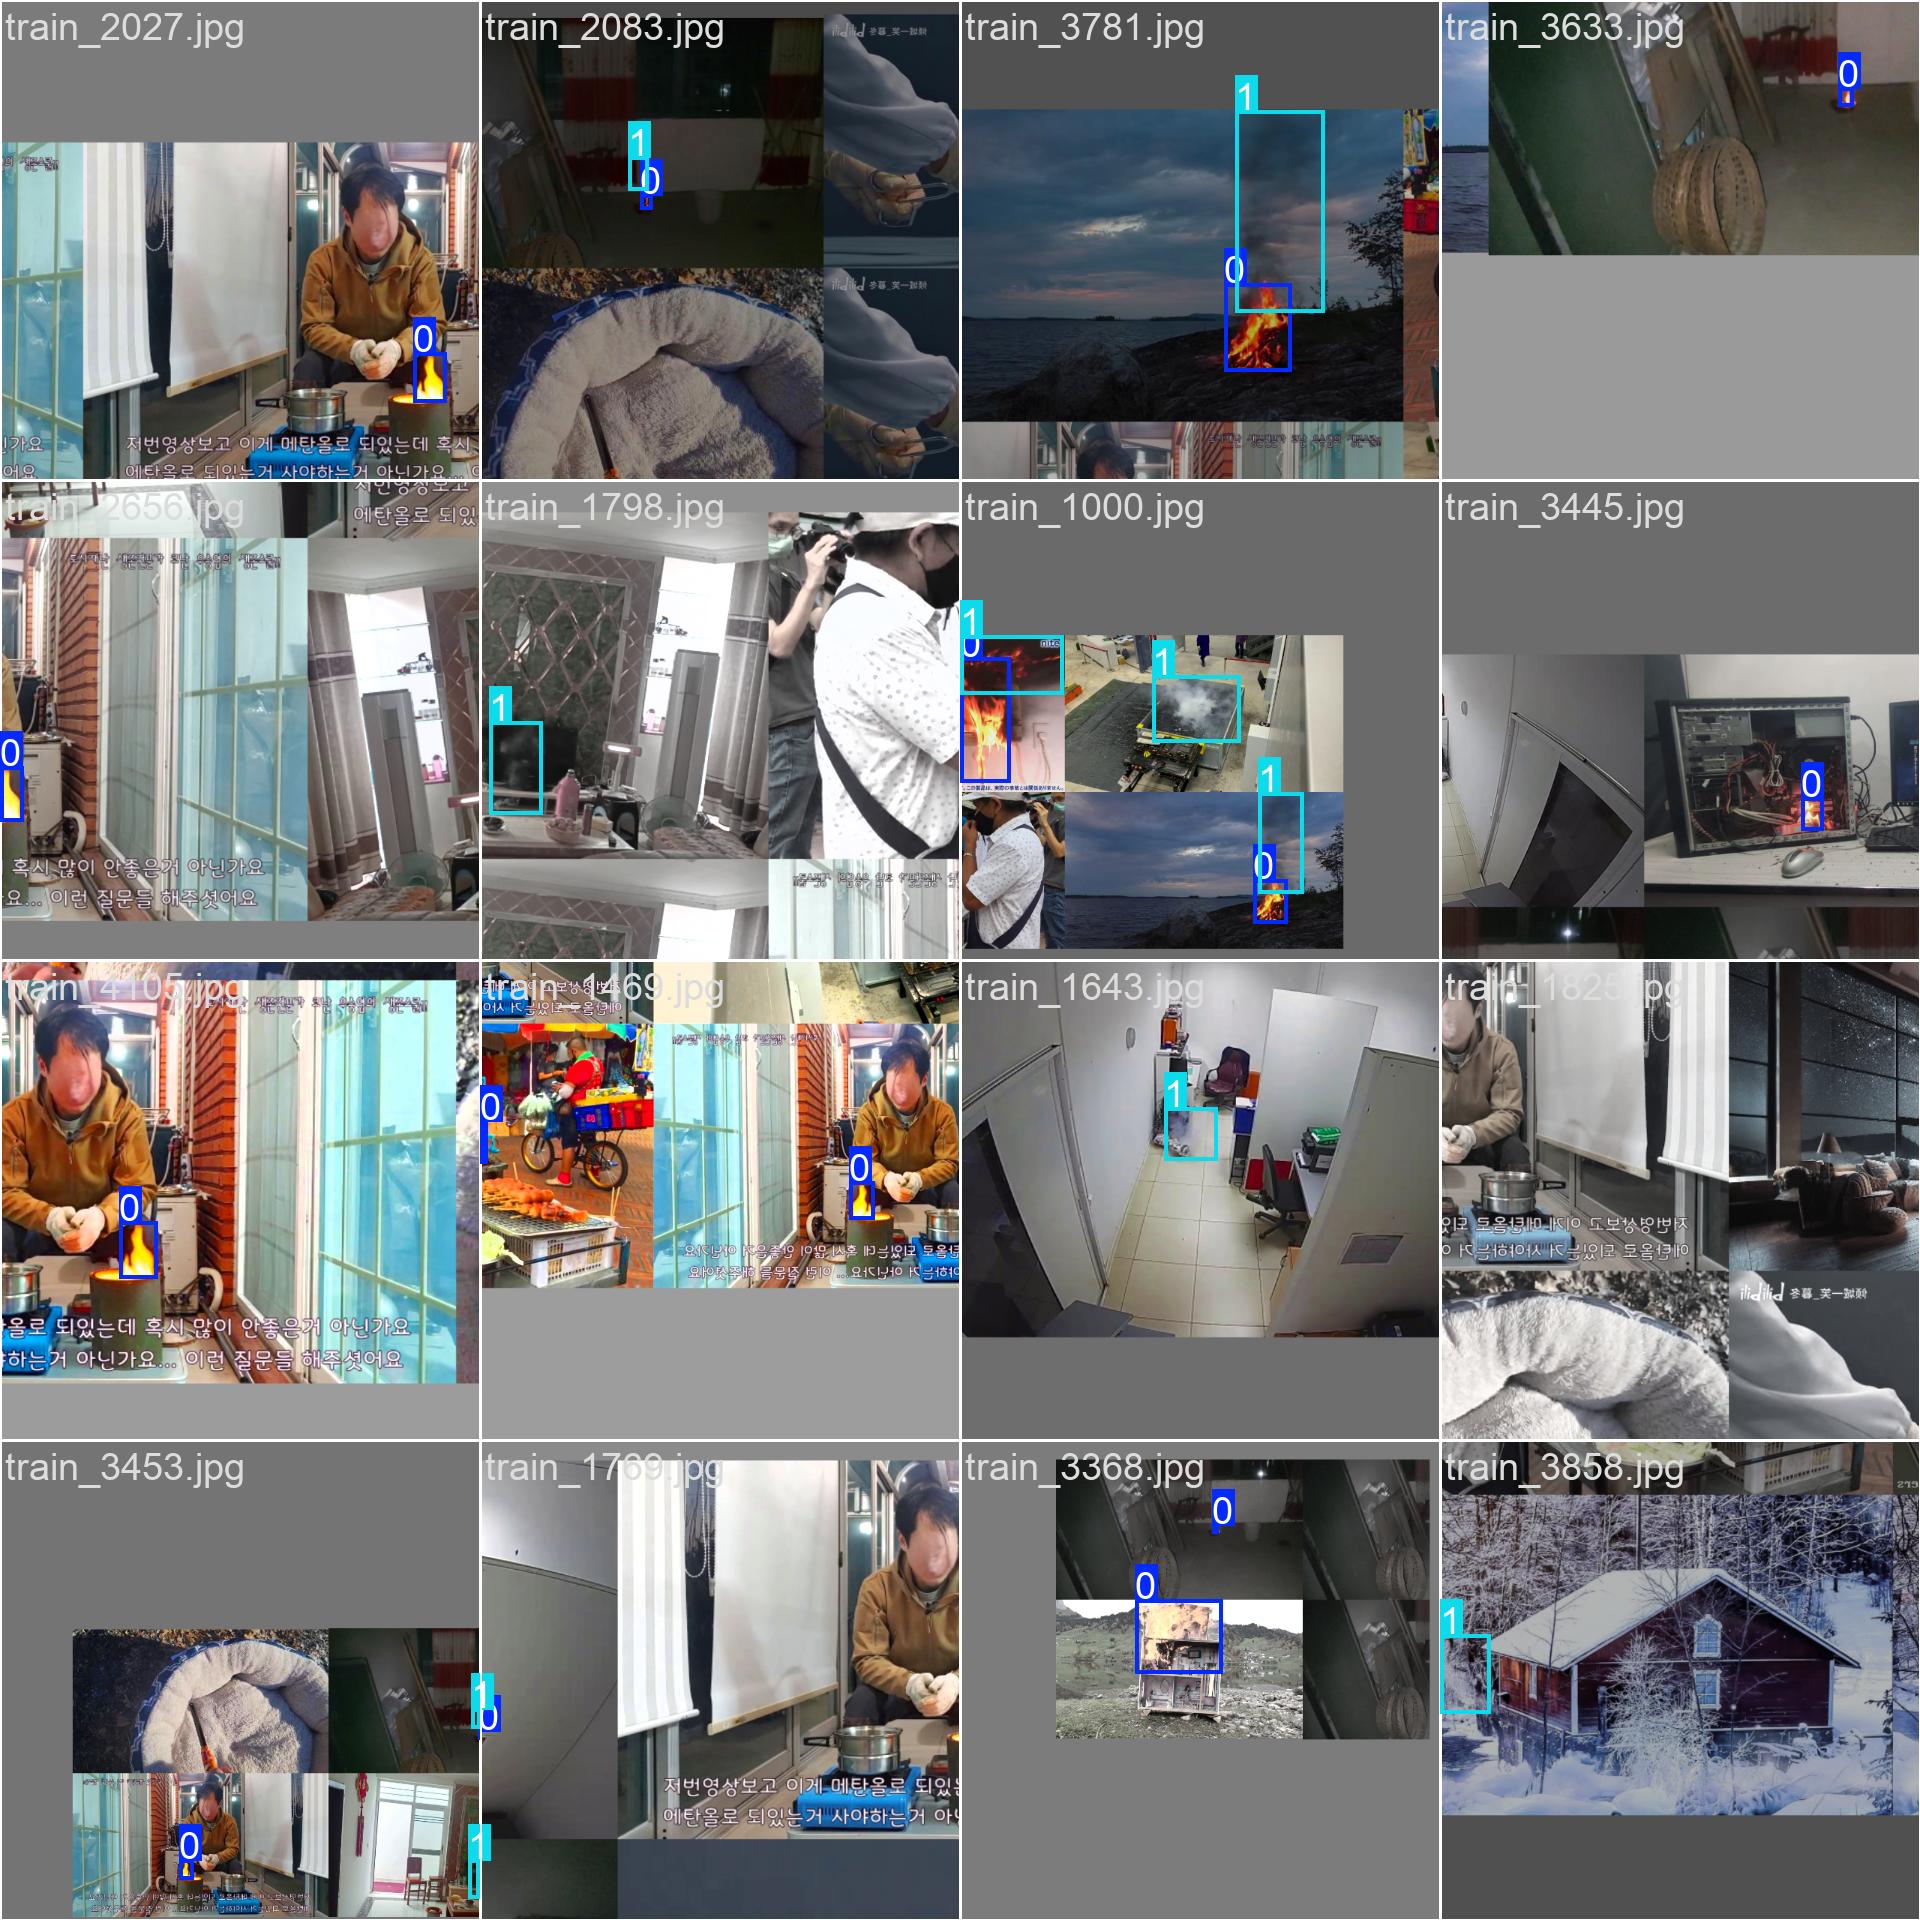 train_2027.jpg
저번영상보고 이게 메탄올로 되있는데 혹시
에탄올로 되있는거 사야하는거 아닌가요...
가요
어요
0
train_2083.jpg
1
0
train_3781.jpg
1
0
train_3633.jpg
0
train_2656.jpg
저번영상보고
에탄올로 되있
0
혹시 많이 안좋은거 아닌가요
요... 이런 질문들 해주셧어요
train_1798.jpg
1
train_1000.jpg
1
0
nite
1
1
0
train_3445.jpg
0
train_4105.jpg
0
올로 되있는데 혹시 많이 안좋은거 아닌가요
하는거 아닌가요... 이런 질문들 해주셧어요
train_1469.jpg
0
0
train_1643.jpg
1
train_1825.jpg
train_3453.jpg
1
0
0
1
train_1769.jpg
저번영상보고 이게 메탄올로 되있
에탄올로 되있는거 사야하는거 아
train_3368.jpg
0
0
train_3858.jpg
1